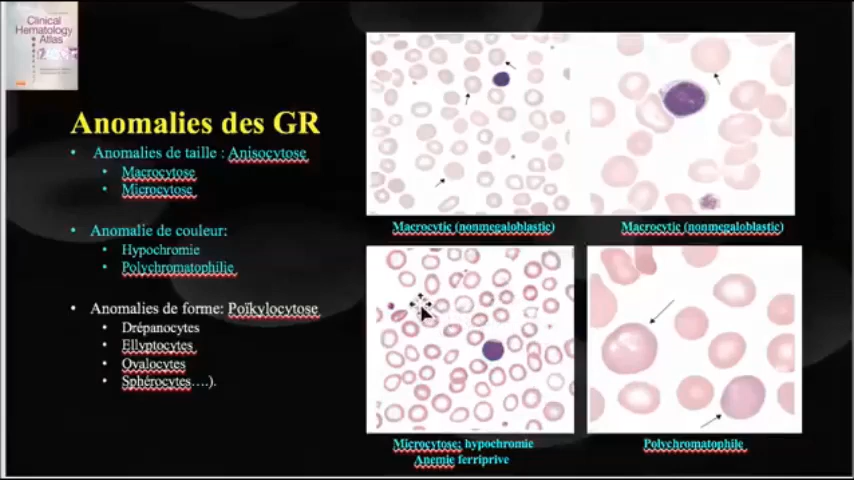 Clinical
Hematology
Atlas
Anomalies des GR
• Anomalies de taille : Anisocytose
• Macrocytose
• Microcytose
• Anomalie de couleur:
• Hypochromie
• Polychromatophilie
• Anomalies de forme: Poïkylocytose
• Drépanocytes
• Ellyptocytes
• Ovalocytes
• Sphérocytes….).
Macrocytic (nonmegaloblastic)
Macrocytic (nonmegaloblastic)
Microcytose; hypochromie
Anemie ferriprive
Polychromatophile